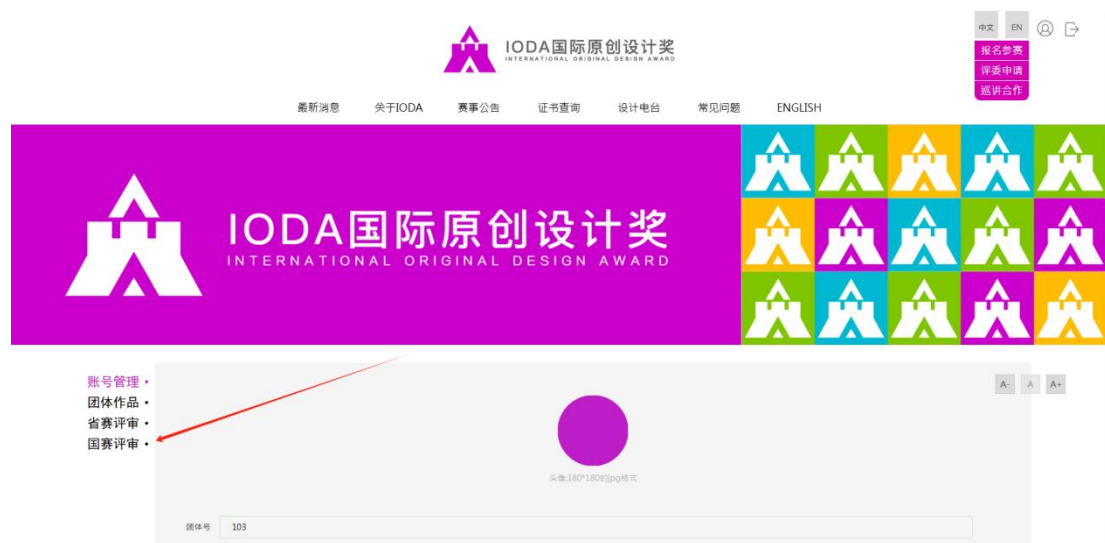 IODA国际原创设计奖
INTERNATIONAL ORIGINAL DESIGN AWARD
中文 EN
报名参赛
评委申请
巡讲合作
最新消息 关于IODA 赛事公告 证书查询 设计电台 常见问题 ENGLISH
IODA国际原创设计奖
INTERNATIONAL ORIGINAL DESIGN AWARD
账号管理 •
团体作品 •
省赛评审 •
国赛评审 •
A- A A+
头像:180*180的jpg格式
团体号 103